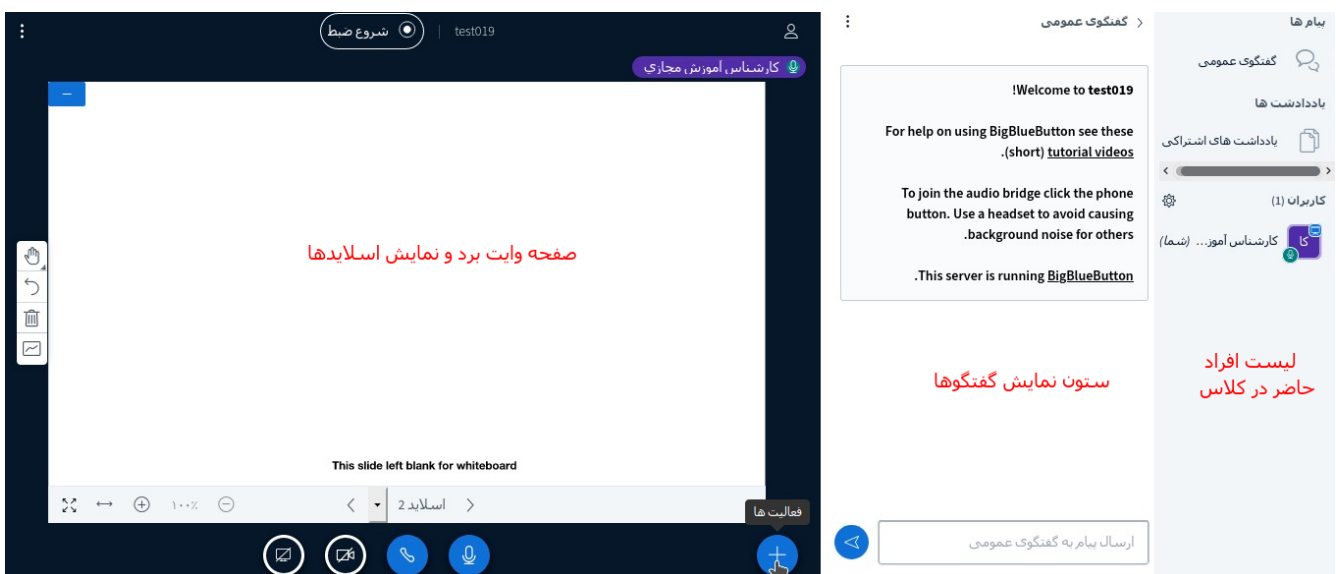 پیام ها
گفتگوی عمومی
یادداشت ها
یادداشت های اشتراکی
کاربران (1)
کا
کارشناس آموز... (شما)
لیست افراد
حاضر در کلاس
گفتگوی عمومی
Welcome to test019!
For help on using BigBlueButton see these
(short) tutorial videos.
To join the audio bridge click the phone
button. Use a headset to avoid causing
background noise for others.
This server is running BigBlueButton.
ستون نمایش گفتگوها
ارسال پیام به گفتگوی عمومی
test019 | شروع ضبط
کارشناس آموزش مجازي
صفحه وایت برد و نمایش اسلایدها
This slide left blank for whiteboard
اسلاید 2
۱۰۰٪
فعالیت ها